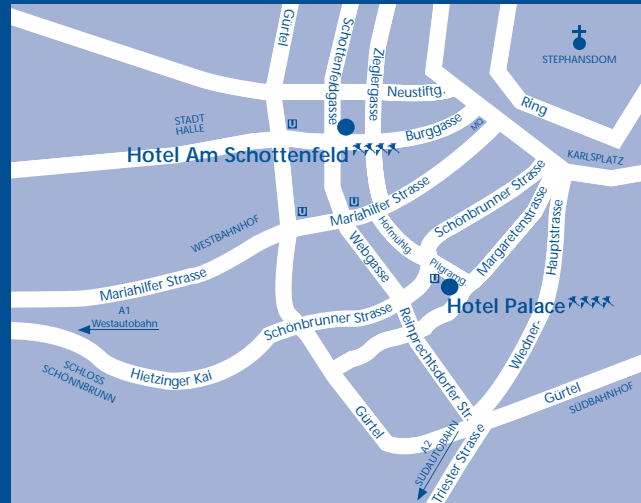 Gürtel
Schottenfeldgasse
Zieglergasse
STEPHANSDOM
Neustiftg.
Ring
STADT
HALLE
U
Burggasse
MQ
Hotel Am Schottenfeld
KARLSPLATZ
U
U
Mariahilfer Strasse
Schönbrunner Strasse
WESTBAHNHOF
Hofmühlg.
Webgasse
Margaretenstrasse
Hauptstrasse
Pilgramg.
U
Mariahilfer Strasse
Hotel Palace
A1
Westautobahn
Schönbrunner Strasse
Reinprechtsdorfer Str.
Wiedner-
SCHLOSS
SCHÖNNBRUNN
Hietzinger Kai
Gürtel
SÜDBAHNHOF
Gürtel
A2
SÜDAUTOBAHN
Triester Strasse